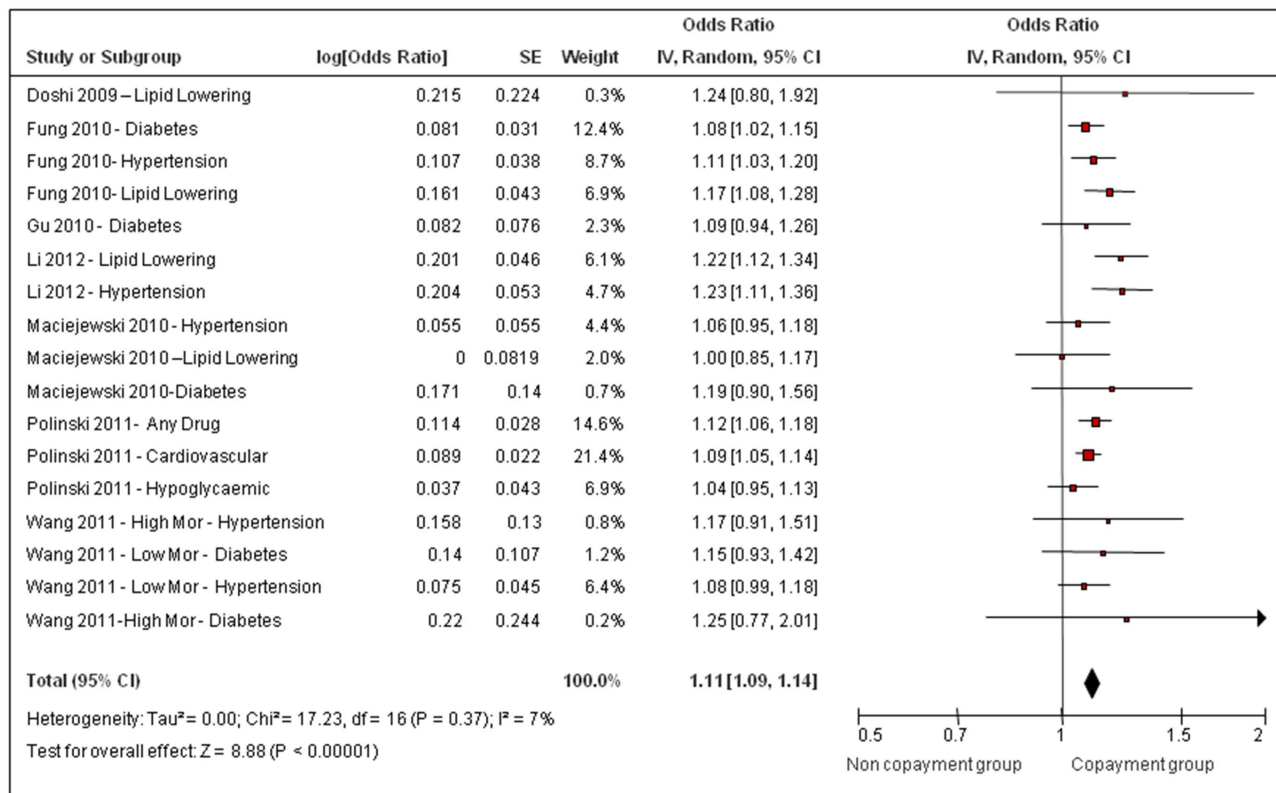 Odds Ratio Odds Ratio
Study or Subgroup log[Odds Ratio] SE Weight IV, Random, 95% CI IV, Random, 95% CI
Doshi 2009 – Lipid Lowering 0.215 0.224 0.3% 1.24 [0.80, 1.92]
Fung 2010 - Diabetes 0.081 0.031 12.4% 1.08 [1.02, 1.15]
Fung 2010- Hypertension 0.107 0.038 8.7% 1.11 [1.03, 1.20]
Fung 2010- Lipid Lowering 0.161 0.043 6.9% 1.17 [1.08, 1.28]
Gu 2010 - Diabetes 0.082 0.076 2.3% 1.09 [0.94, 1.26]
Li 2012 - Lipid Lowering 0.201 0.046 6.1% 1.22 [1.12, 1.34]
Li 2012 - Hypertension 0.204 0.053 4.7% 1.23 [1.11, 1.36]
Maciejewski 2010 - Hypertension 0.055 0.055 4.4% 1.06 [0.95, 1.18]
Maciejewski 2010 –Lipid Lowering 0 0.0819 2.0% 1.00 [0.85, 1.17]
Maciejewski 2010-Diabetes 0.171 0.14 0.7% 1.19 [0.90, 1.56]
Polinski 2011- Any Drug 0.114 0.028 14.6% 1.12 [1.06, 1.18]
Polinski 2011 - Cardiovascular 0.089 0.022 21.4% 1.09 [1.05, 1.14]
Polinski 2011 - Hypoglycaemic 0.037 0.043 6.9% 1.04 [0.95, 1.13]
Wang 2011 - High Mor - Hypertension 0.158 0.13 0.8% 1.17 [0.91, 1.51]
Wang 2011 - Low Mor - Diabetes 0.14 0.107 1.2% 1.15 [0.93, 1.42]
Wang 2011 - Low Mor - Hypertension 0.075 0.045 6.4% 1.08 [0.99, 1.18]
Wang 2011-High Mor - Diabetes 0.22 0.244 0.2% 1.25 [0.77, 2.01]
Total (95% CI) 100.0% 1.11 [1.09, 1.14]
Heterogeneity: Tau² = 0.00; Chi² = 17.23, df = 16 (P = 0.37); I² = 7%
Test for overall effect: Z = 8.88 (P < 0.00001)
0.5 0.7 1 1.5 2
Non copayment group Copayment group